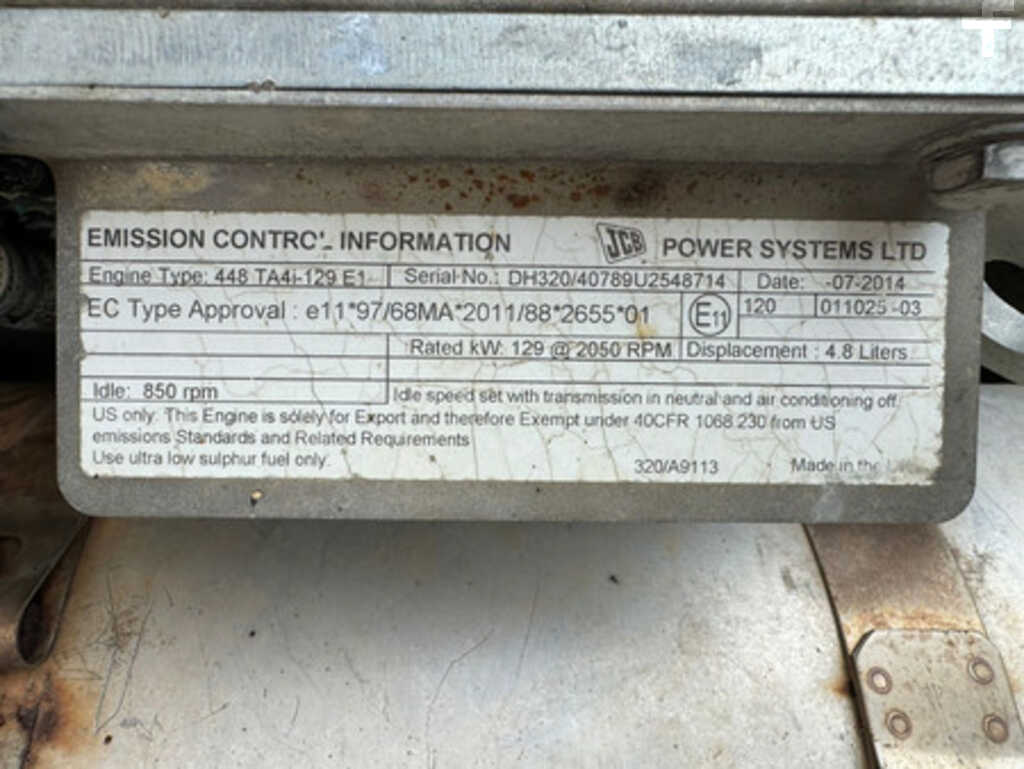 EMISSION CONTROL INFORMATION JCB POWER SYSTEMS LTD
Engine Type: 448 TA4i-129 E1 Serial No.: DH320/40789U2548714 Date: -07-2014
EC Type Approval : e11*97/68MA*2011/88*2655*01 E11 120 011025 -03
Rated kW: 129 @ 2050 RPM Displacement : 4.8 Liters
Idle: 850 rpm Idle speed set with transmission in neutral and air conditioning off.
US only: This Engine is solely for Export and therefore Exempt under 40CFR 1068.230 from US
emissions Standards and Related Requirements
Use ultra low sulphur fuel only. 320/A9113 Made in the